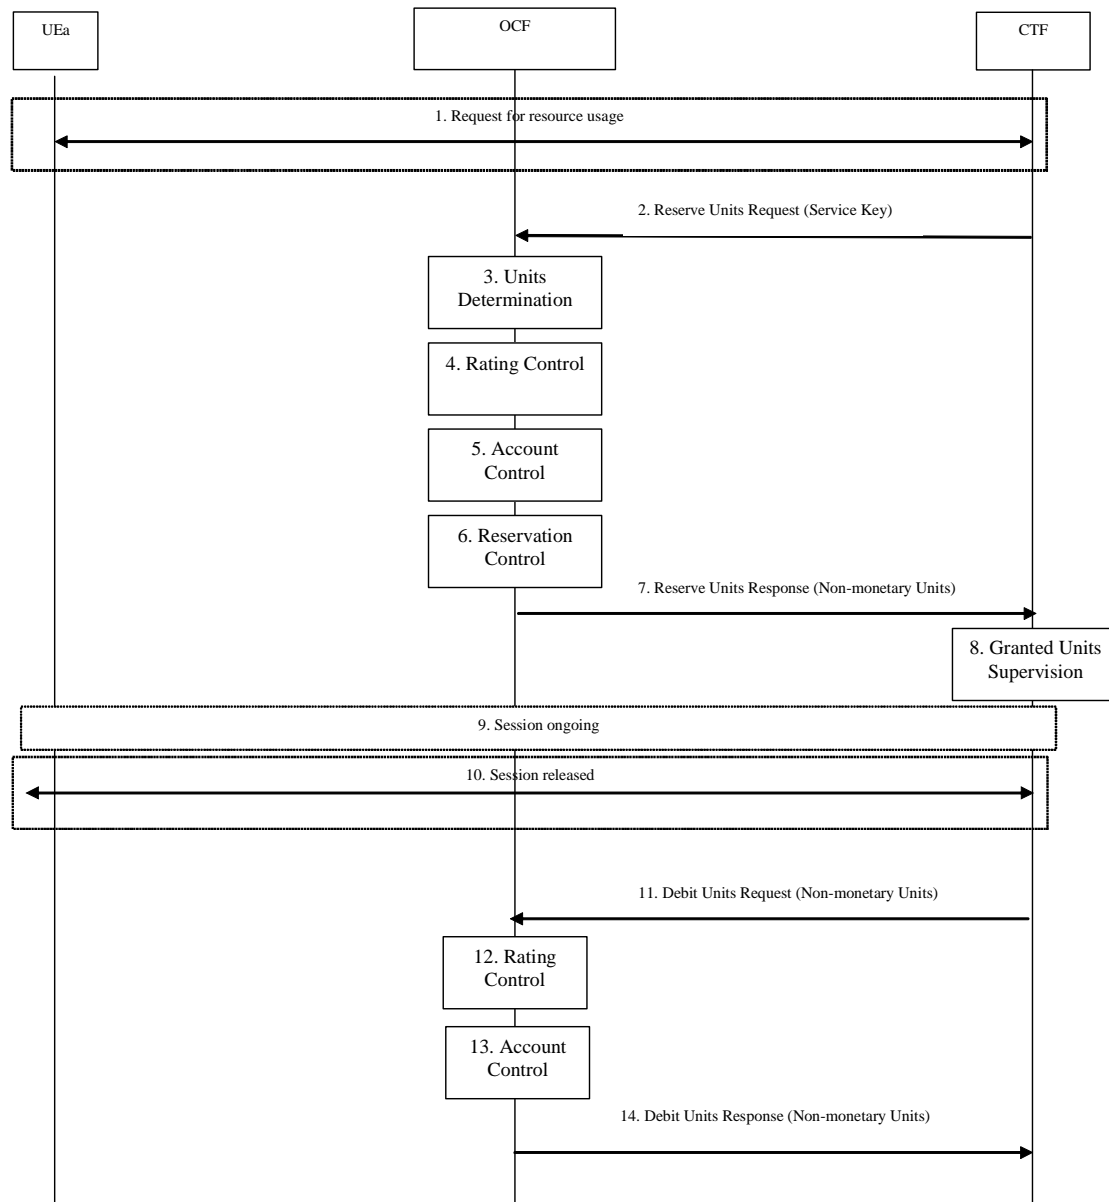 UEa
OCF
CTF
1. Request for resource usage
2. Reserve Units Request (Service Key)
3. Units
Determination
4. Rating Control
5. Account
Control
6. Reservation
Control
7. Reserve Units Response (Non-monetary Units)
8. Granted Units
Supervision
9. Session ongoing
10. Session released
11. Debit Units Request (Non-monetary Units)
12. Rating
Control
13. Account
Control
14. Debit Units Response (Non-monetary Units)